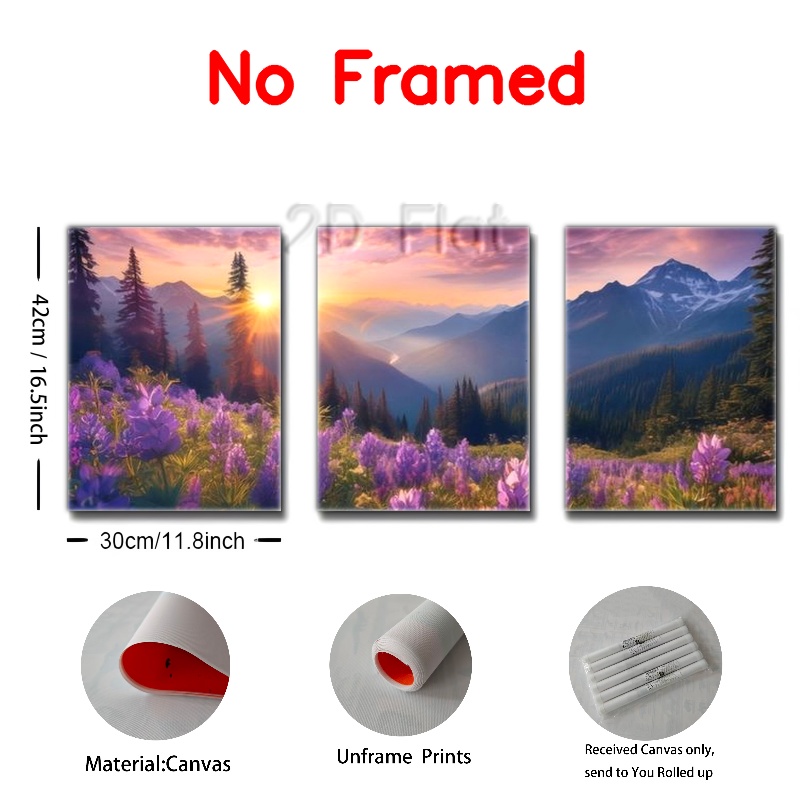 No Framed
2D Flat
42cm / 16.5inch
30cm/11.8inch
Material:Canvas
Unframe Prints
Received Canvas only,
send to You Rolled up